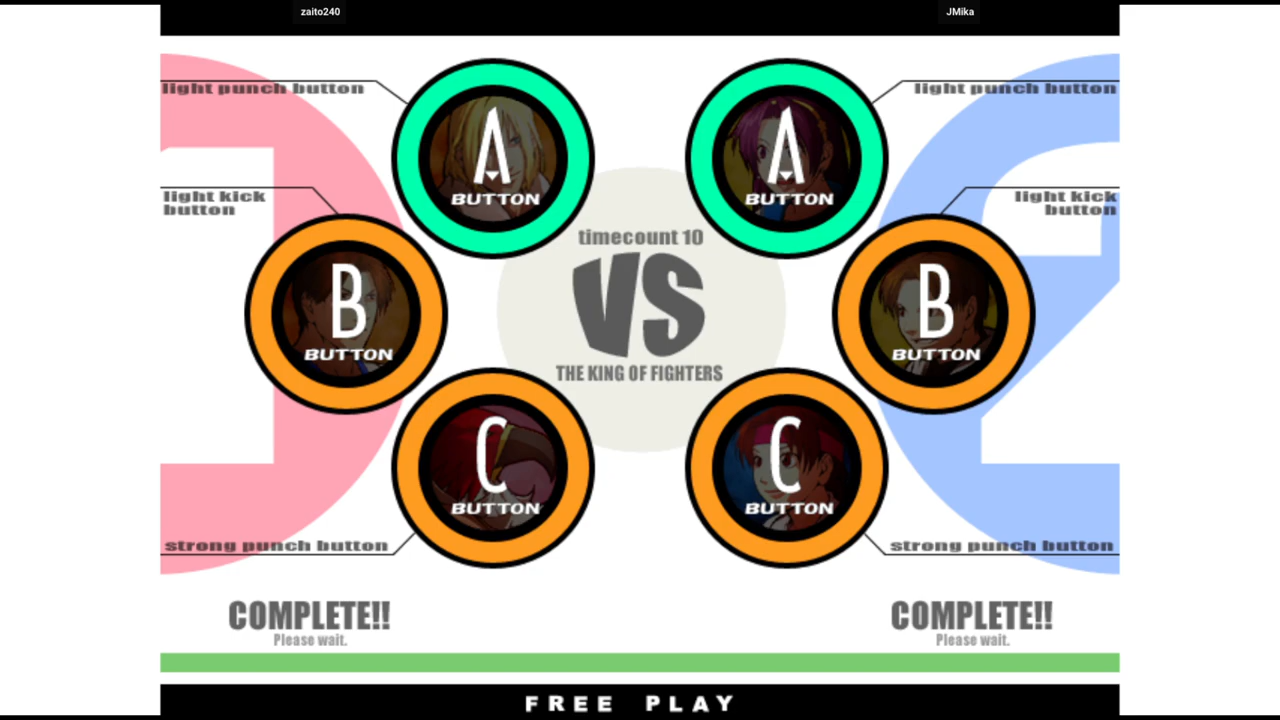 zaito240
JMika
light punch button
light punch button
A
BUTTON
A
BUTTON
light kick
button
light kick
button
timecount 10
VS
THE KING OF FIGHTERS
B
BUTTON
B
BUTTON
C
BUTTON
C
BUTTON
strong punch button
strong punch button
COMPLETE!!
Please wait.
COMPLETE!!
Please wait.
FREE PLAY